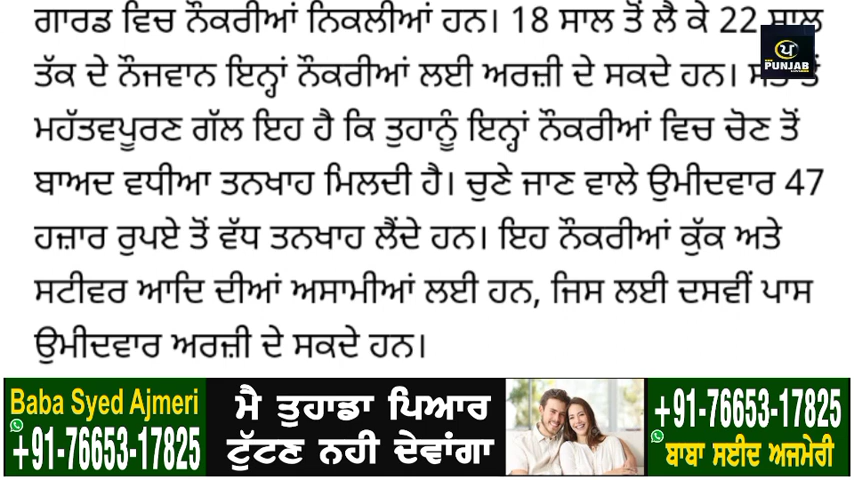 ਗਾਰਡ ਵਿਚ ਨੌਕਰੀਆਂ ਨਿਕਲੀਆਂ ਹਨ। 18 ਸਾਲ ਤੋਂ ਲੈ ਕੇ 22 ਸਾਲ
ਤੱਕ ਦੇ ਨੌਜਵਾਨ ਇਨ੍ਹਾਂ ਨੌਕਰੀਆਂ ਲਈ ਅਰਜ਼ੀ ਦੇ ਸਕਦੇ ਹਨ।
ਪ
PUNJAB
ਮਹੱਤਵਪੂਰਣ ਗੱਲ ਇਹ ਹੈ ਕਿ ਤੁਹਾਨੂੰ ਇਨ੍ਹਾਂ ਨੌਕਰੀਆਂ ਵਿਚ ਚੋਣ ਤੋਂ
ਬਾਅਦ ਵਧੀਆ ਤਨਖਾਹ ਮਿਲਦੀ ਹੈ। ਚੁਣੇ ਜਾਣ ਵਾਲੇ ਉਮੀਦਵਾਰ 47
ਹਜ਼ਾਰ ਰੁਪਏ ਤੋਂ ਵੱਧ ਤਨਖਾਹ ਲੈਂਦੇ ਹਨ। ਇਹ ਨੌਕਰੀਆਂ ਕੁੱਕ ਅਤੇ
ਸਟੀਵਰ ਆਦਿ ਦੀਆਂ ਅਸਾਮੀਆਂ ਲਈ ਹਨ, ਜਿਸ ਲਈ ਦਸਵੀਂ ਪਾਸ
ਉਮੀਦਵਾਰ ਅਰਜ਼ੀ ਦੇ ਸਕਦੇ ਹਨ।
Baba Syed Ajmeri
+91-76653-17825
ਮੈ ਤੁਹਾਡਾ ਪਿਆਰ
ਟੁੱਟਣ ਨਹੀ ਦੇਵਾਂਗਾ
+91-76653-17825
ਬਾਬਾ ਸਈਦ ਅਜਮੇਰੀ